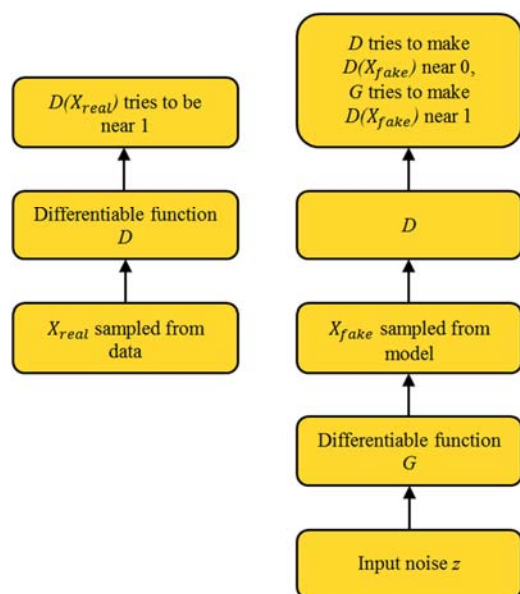 D(X_real) tries to be
near 1
Differentiable function
D
X_real sampled from
data
D tries to make
D(X_fake) near 0,
G tries to make
D(X_fake) near 1
D
X_fake sampled from
model
Differentiable function
G
Input noise z